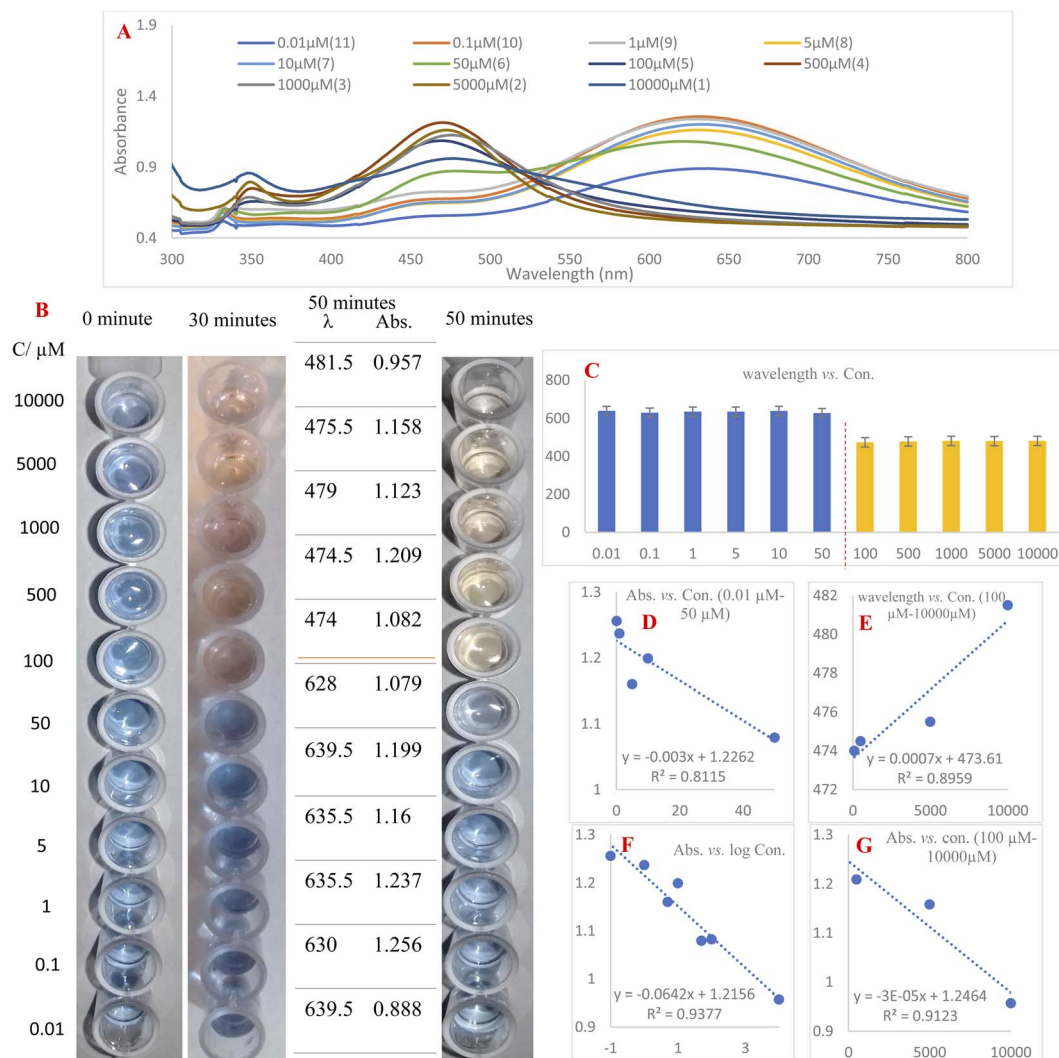 A
1.9
1.4
0.9
0.4
Absorbance
0.01µM(11) 0.1µM(10) 1µM(9) 5µM(8)
10µM(7) 50µM(6) 100µM(5) 500µM(4)
1000µM(3) 5000µM(2) 10000µM(1)
300 350 400 450 500 550 600 650 700 750 800
Wavelength (nm)
B
0 minute 30 minutes 50 minutes 50 minutes
λ Abs.
C/ µM
10000 481.5 0.957
5000 475.5 1.158
1000 479 1.123
500 474.5 1.209
100 474 1.082
50 628 1.079
10 639.5 1.199
5 635.5 1.16
1 635.5 1.237
0.1 630 1.256
0.01 639.5 0.888
C
wavelength vs. Con.
800
600
400
200
0
0.01 0.1 1 5 10 50 100 500 1000 5000 10000
D
Abs. vs. Con. (0.01 µM-
50 µM)
1.3
1.2
1.1
1
y = -0.003x + 1.2262
R² = 0.8115
0 20 40
E
wavelength vs. Con. (100
µM-10000µM)
482
480
478
476
474
472
y = 0.0007x + 473.61
R² = 0.8959
0 5000 10000
F
Abs. vs. log Con.
1.3
1.2
1.1
1
0.9
y = -0.0642x + 1.2156
R² = 0.9377
-1 1 3
G
Abs. vs. con. (100 µM-
10000µM)
1.3
1.2
1.1
1
0.9
y = -3E-05x + 1.2464
R² = 0.9123
0 5000 10000